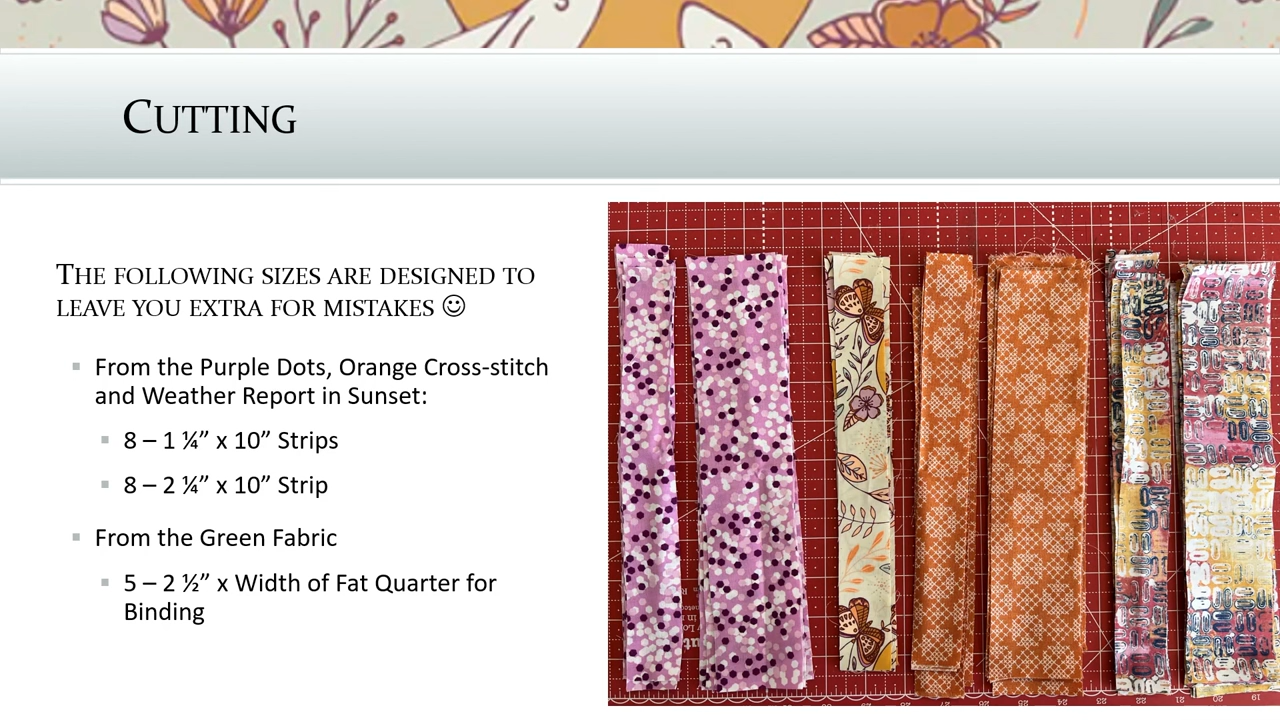 CUTTING
THE FOLLOWING SIZES ARE DESIGNED TO
LEAVE YOU EXTRA FOR MISTAKES ☺
From the Purple Dots, Orange Cross-stitch
and Weather Report in Sunset:
8 – 1 ¼” x 10” Strips
8 – 2 ¼” x 10” Strip
From the Green Fabric
5 – 2 ½” x Width of Fat Quarter for
Binding